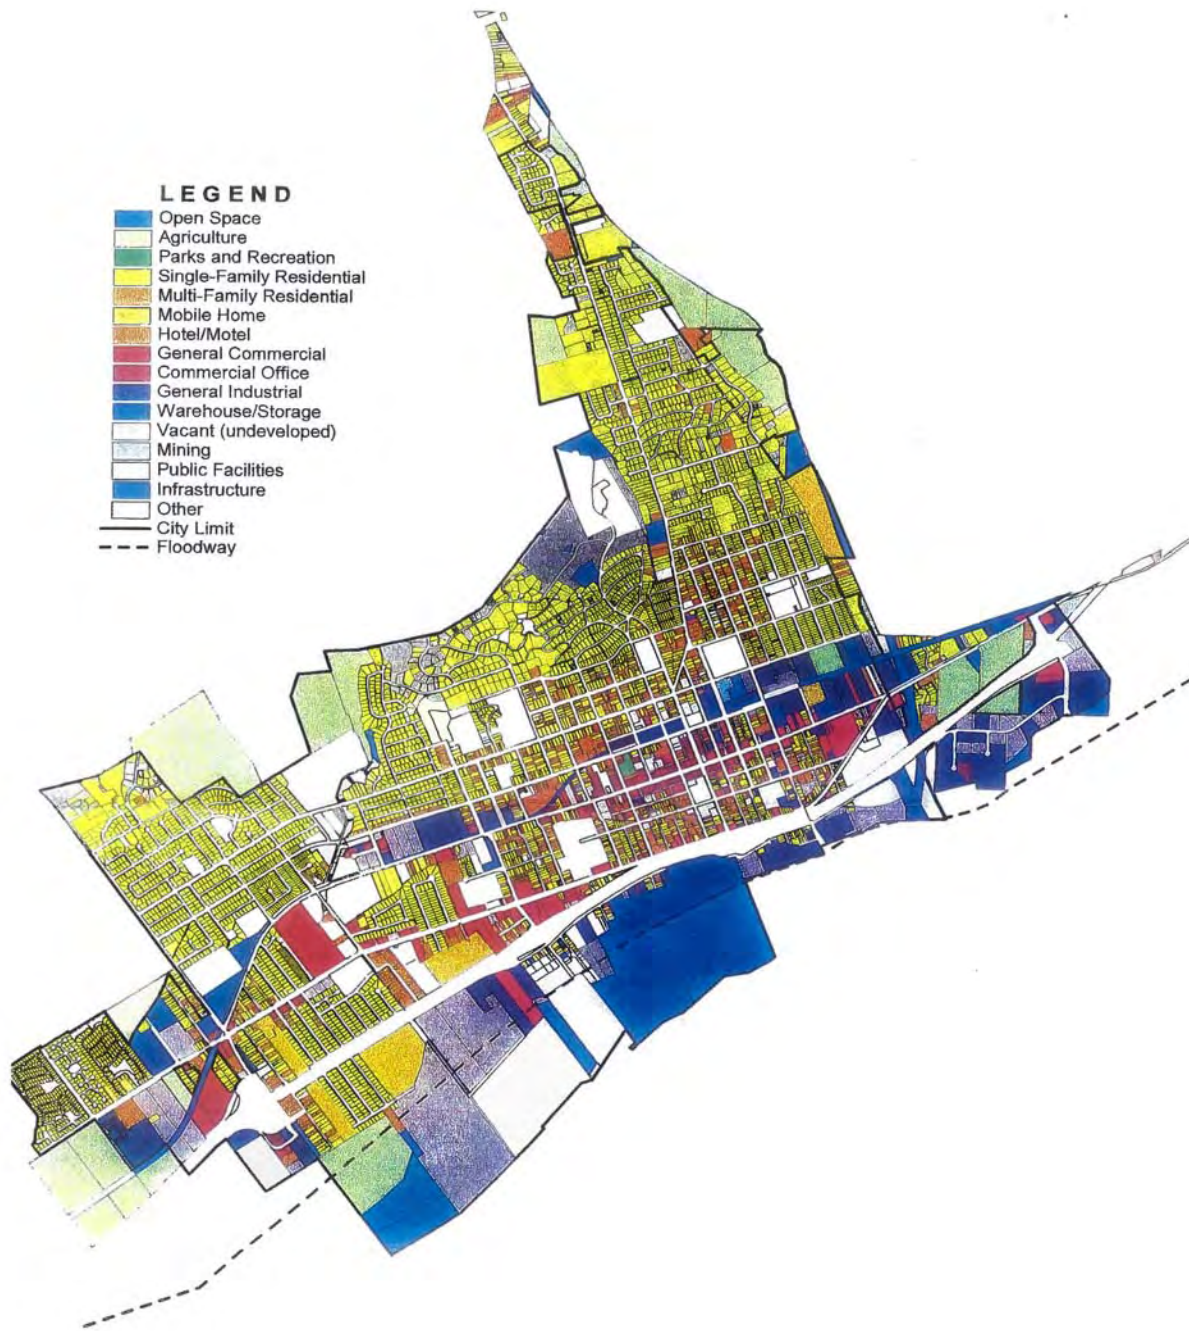 LEGEND
Open Space
Agriculture
Parks and Recreation
Single-Family Residential
Multi-Family Residential
Mobile Home
Hotel/Motel
General Commercial
Commercial Office
General Industrial
Warehouse/Storage
Vacant (undeveloped)
Mining
Public Facilities
Infrastructure
Other
City Limit
Floodway